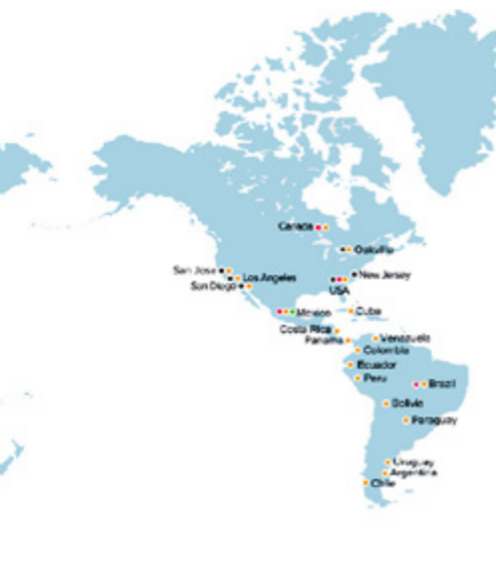 Canada
Oakville
San Jose
New Jersey
Los Angeles
San Diego
USA
Mexico
Cuba
Costa Rica
Panama
Venezuela
Colombia
Ecuador
Peru
Brazil
Bolivia
Paraguay
Uruguay
Argentina
Chile